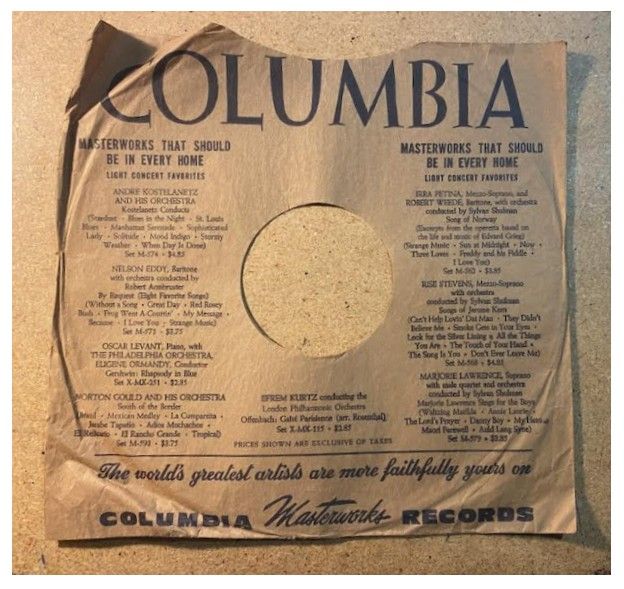 COLUMBIA
MASTERWORKS THAT SHOULD
BE IN EVERY HOME
LIGHT CONCERT FAVORITES
ANDRE KOSTELANETZ
AND HIS ORCHESTRA
Kostelanetz Conducts
(Stardust · Blues in the Night · St. Louis
Blues · Manhattan Serenade · Sophisticated
Lady · Solitude · Mood Indigo · Stormy
Weather · When Day Is Done)
Set M-574 · $4.85
NELSON EDDY, Baritone
with orchestra conducted by
Robert Armbruster
By Request (Eight Favorite Songs)
(Without a Song · Great Day · Red Rosey
Bush · Frog Went A-Courtin' · My Message
Because · I Love You · Strange Music)
Set M-571 · $3.75
OSCAR LEVANT, Piano, with
THE PHILADELPHIA ORCHESTRA,
EUGENE ORMANDY, Conductor
Gershwin: Rhapsody in Blue
Set X-MX-251 · $2.85
MORTON GOULD AND HIS ORCHESTRA
South of the Border
(Brazil · Mexican Medley · La Cumparsita ·
Jarabe Tapatio · Adios Muchachos ·
El Relicario · El Rancho Grande · Tropical)
Set M-593 · $3.75
EFREM KURTZ conducting the
London Philharmonic Orchestra
Offenbach: Gaîté Parisienne (arr. Rosenthal)
Set X-MX-115 · $2.85
PRICES SHOWN ARE EXCLUSIVE OF TAXES
MASTERWORKS THAT SHOULD
BE IN EVERY HOME
LIGHT CONCERT FAVORITES
IRRA PETINA, Mezzo-Soprano, and
ROBERT WEEDE, Baritone, with orchestra
conducted by Sylvan Shulman
Song of Norway
(Excerpts from the operetta based on
the life and music of Edvard Grieg)
(Strange Music · Sun at Midnight · Now ·
Three Loves · Freddy and his Fiddle ·
I Love You)
Set M-562 · $3.85
RISË STEVENS, Mezzo-Soprano
with orchestra
conducted by Sylvan Shulman
Songs of Jerome Kern
(Can't Help Lovin' Dat Man · They Didn't
Believe Me · Smoke Gets in Your Eyes ·
Look for the Silver Lining · All the Things
You Are · The Touch of Your Hand ·
The Song Is You · Don't Ever Leave Me)
Set M-568 · $4.85
MARJORIE LAWRENCE, Soprano
with male quartet and orchestra
conducted by Sylvan Shulman
Marjorie Lawrence Sings for the Boys
(Waltzing Matilda · Annie Laurie
The Lord's Prayer · Danny Boy · My Hero
Maori Farewell · Auld Lang Syne)
Set M-579 · $3.85
The world's greatest artists are more faithfully yours on
COLUMBIA Masterworks RECORDS